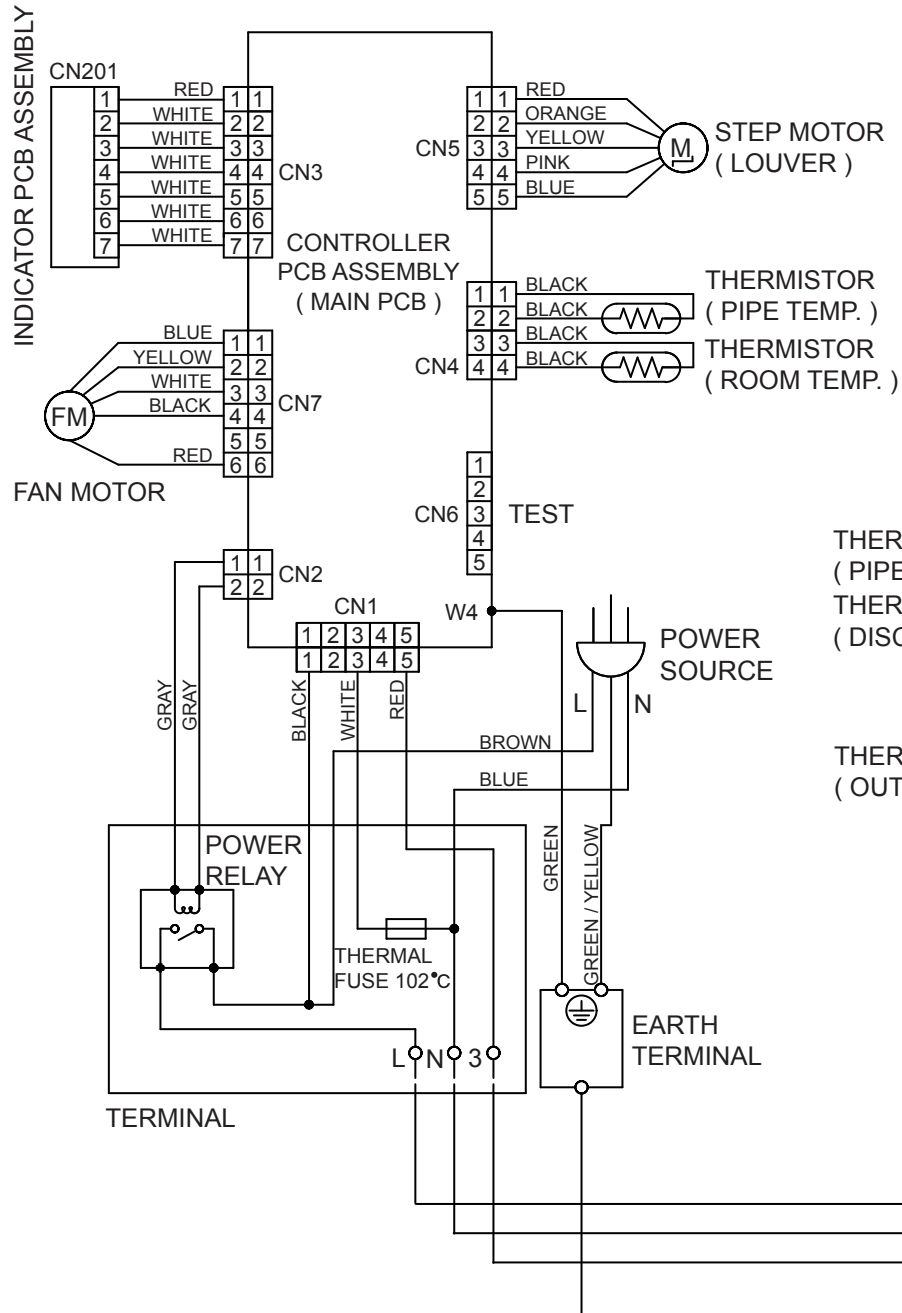 INDICATOR PCB ASSEMBLY
CN201
1
2
3
4
5
6
7
RED
WHITE
WHITE
WHITE
WHITE
WHITE
WHITE
1 1
2 2
3 3
4 4
5 5
6 6
7 7
CN3
CONTROLLER
PCB ASSEMBLY
( MAIN PCB )
CN5
1 1
2 2
3 3
4 4
5 5
RED
ORANGE
YELLOW
PINK
BLUE
M
STEP MOTOR
( LOUVER )
CN4
1 1
2 2
3 3
4 4
BLACK
BLACK
BLACK
BLACK
THERMISTOR
( PIPE TEMP. )
THERMISTOR
( ROOM TEMP. )
FM
FAN MOTOR
BLUE
YELLOW
WHITE
BLACK
RED
1 1
2 2
3 3
4 4
5 5
6 6
CN7
CN6
1
2
3
4
5
TEST
1 1
2 2
CN2
CN1
1 2 3 4 5
1 2 3 4 5
W4
POWER
SOURCE
L
N
THER
( PIPE
THER
( DISC
THER
( OUT
GRAY
GRAY
BLACK
WHITE
RED
BROWN
BLUE
GREEN
GREEN / YELLOW
POWER
RELAY
THERMAL
FUSE 102°C
L N 3
TERMINAL
EARTH
TERMINAL